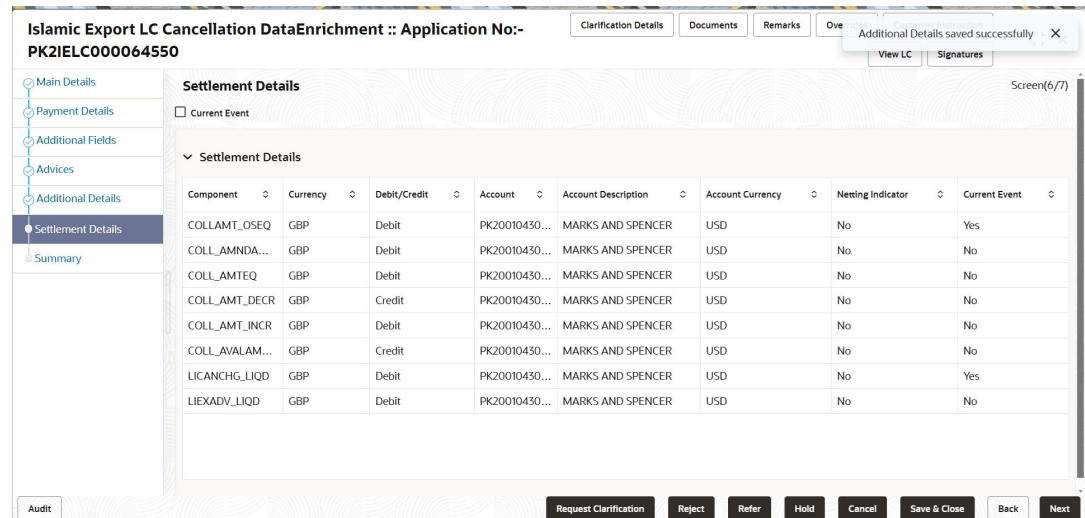 Islamic Export LC Cancellation DataEnrichment :: Application No:-
PK2IELC000064550
Clarification Details
Documents
Remarks
Additional Details saved successfully
View LC
Signatures
Main Details
Payment Details
Additional Fields
Advices
Additional Details
Settlement Details
Summary
Settlement Details
Screen(6/7)
Current Event
Settlement Details
Component Currency Debit/Credit Account Account Description Account Currency Netting Indicator Current Event
COLLAMT_OSEQ GBP Debit PK20010430... MARKS AND SPENCER USD No Yes
COLL_AMNDA... GBP Debit PK20010430... MARKS AND SPENCER USD No No
COLL_AMTEQ GBP Debit PK20010430... MARKS AND SPENCER USD No No
COLL_AMT_DECR GBP Credit PK20010430... MARKS AND SPENCER USD No No
COLL_AMT_INCR GBP Debit PK20010430... MARKS AND SPENCER USD No No
COLL_AVALAM... GBP Credit PK20010430... MARKS AND SPENCER USD No No
LICANCHG_LIQD GBP Debit PK20010430... MARKS AND SPENCER USD No Yes
LIEXADV_LIQD GBP Debit PK20010430... MARKS AND SPENCER USD No No
Audit
Request Clarification
Reject
Refer
Hold
Cancel
Save & Close
Back
Next